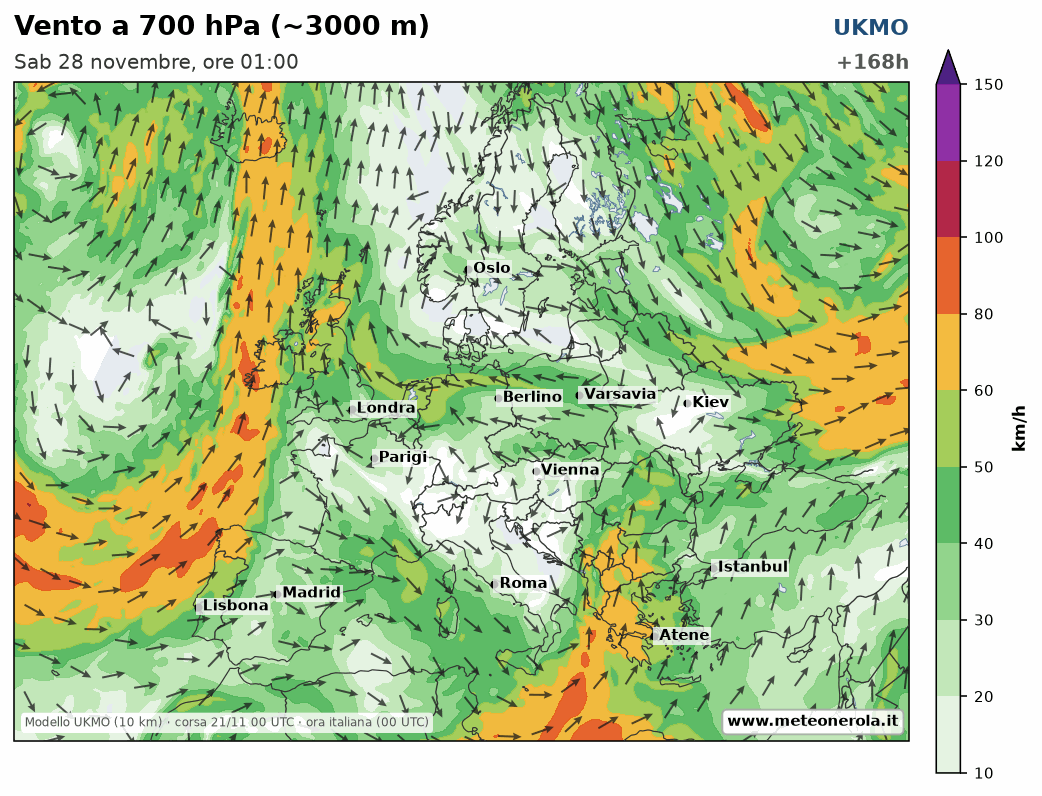 Vento a 700 hPa (~3000 m)
UKMO
Sab 28 novembre, ore 01:00
+168h
150
120
100
80
60
50
40
30
20
10
km/h
Oslo
Londra
Berlino
Varsavia
Kiev
Parigi
Vienna
Istanbul
Roma
Madrid
Lisbona
Atene
Modello UKMO (10 km) · corsa 21/11 00 UTC · ora italiana (00 UTC)
www.meteonerola.it